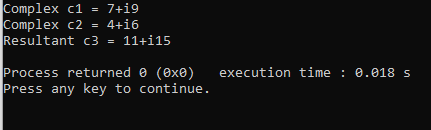 Complex c1 = 7+i9
Complex c2 = 4+i6
Resultant c3 = 11+i15
Process returned 0 (0x0)   execution time : 0.018 s
Press any key to continue.